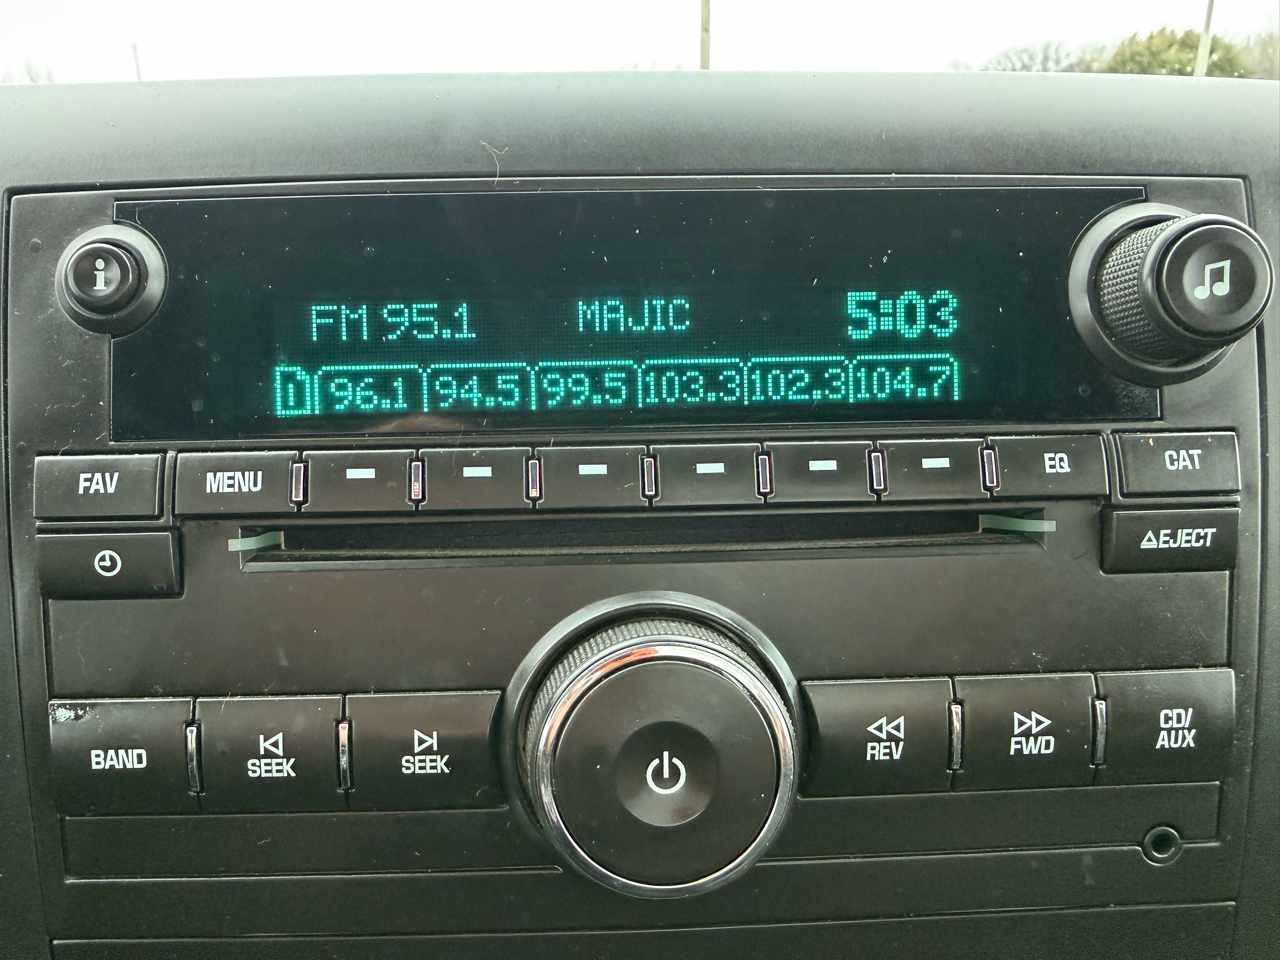 i
FM 95.1 MAJIC 5:03
96.1 94.5 99.5 103.3 102.3 104.7
FAV MENU EQ CAT
EJECT
BAND SEEK SEEK REV FWD CD/
AUX